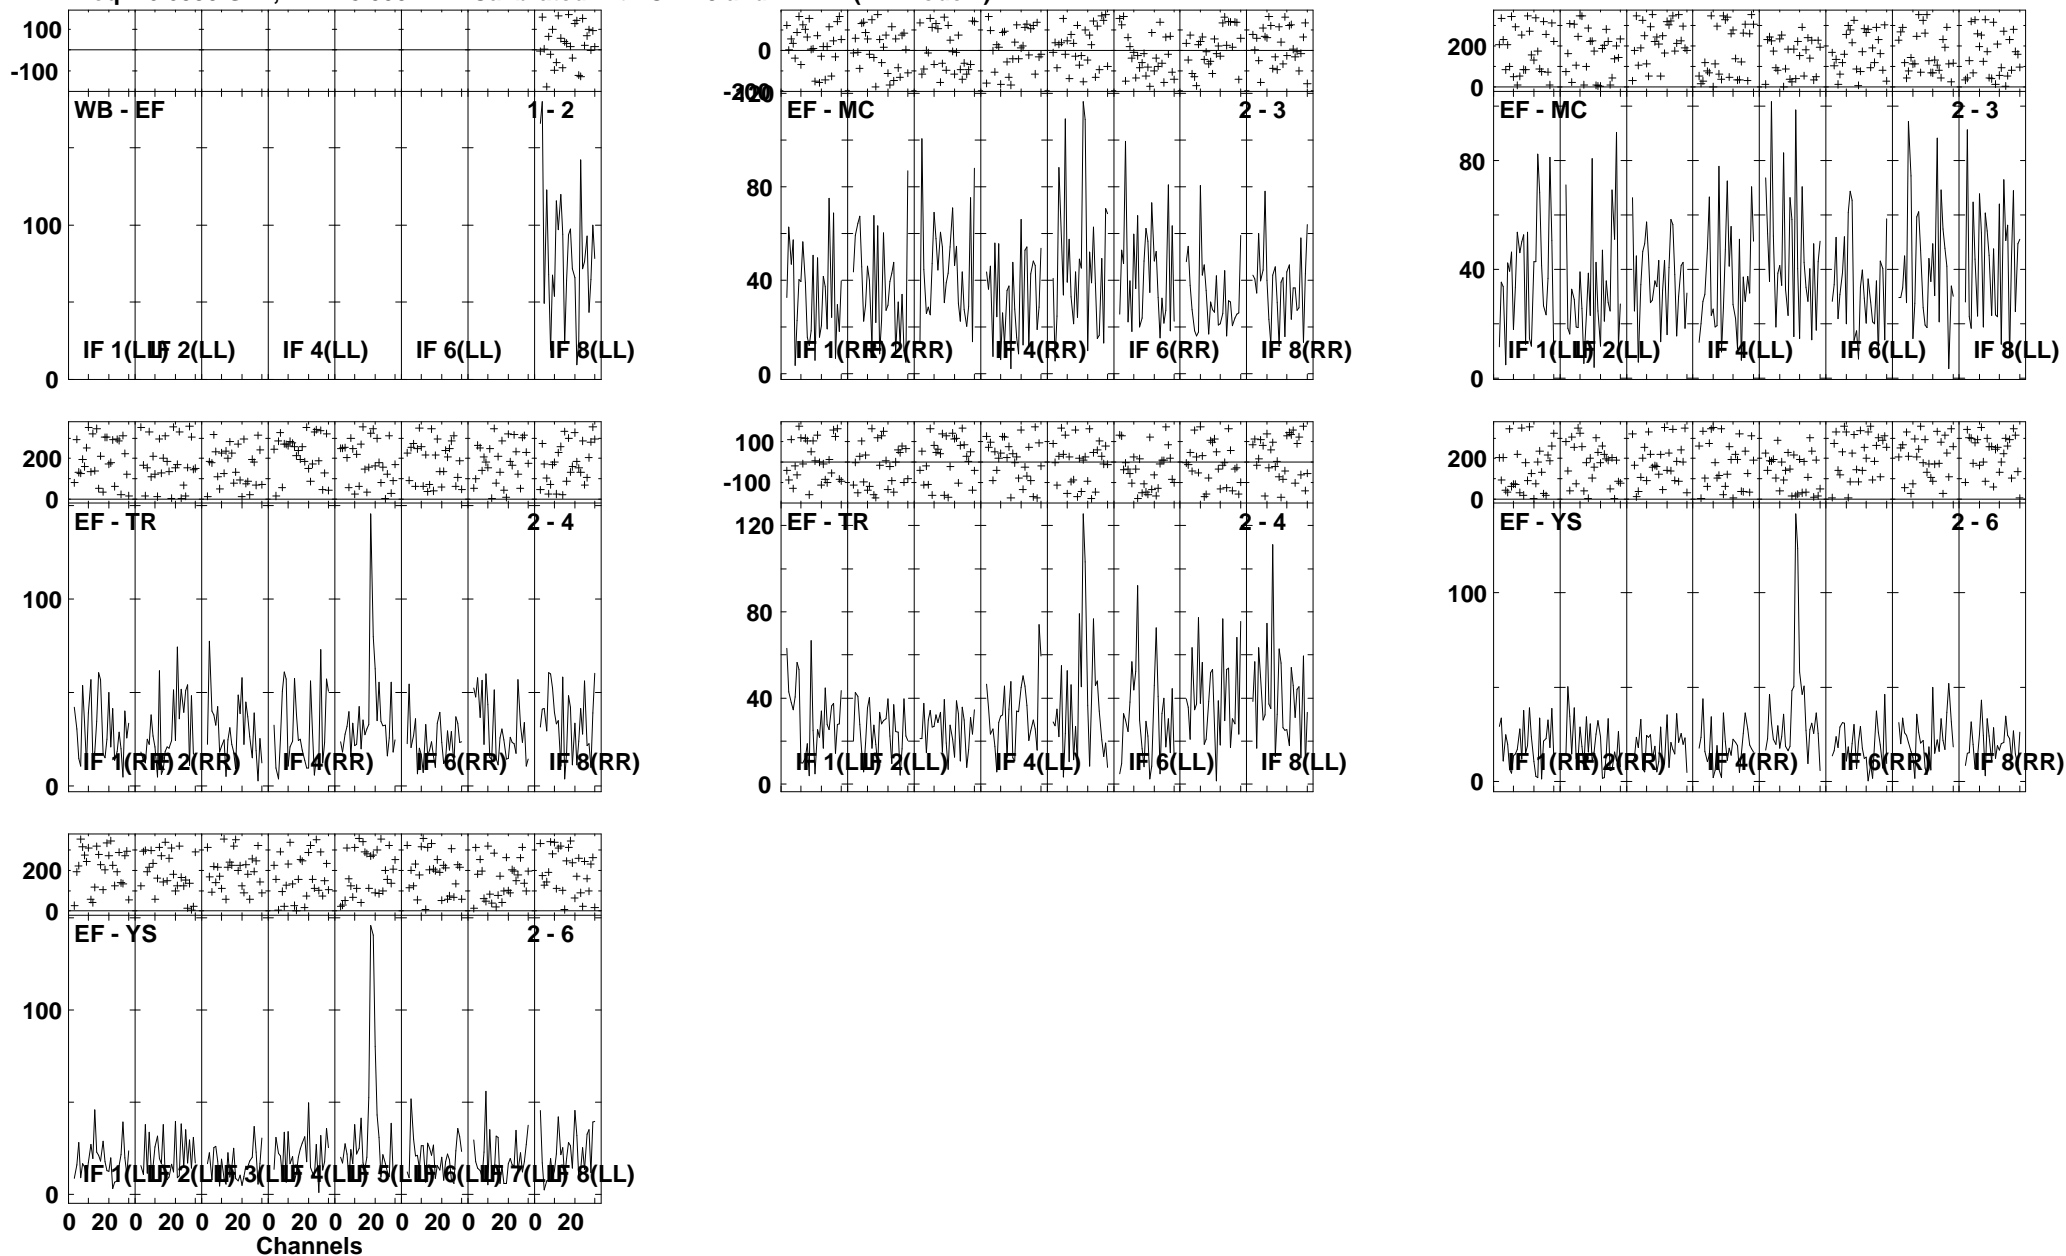 100
-100
WB - EF 1 - 2
100
0
IF 1(LL) IF 2(LL) IF 4(LL) IF 6(LL) IF 8(LL)
0
-200
120
EF - MC 2 - 3
80
40
0
IF 1(RR) IF 2(RR) IF 4(RR) IF 6(RR) IF 8(RR)
200
0
EF - MC 2 - 3
80
40
0
IF 1(LL) IF 2(LL) IF 4(LL) IF 6(LL) IF 8(LL)
200
0
EF - TR 2 - 4
100
0
IF 1(RR) IF 2(RR) IF 4(RR) IF 6(RR) IF 8(RR)
100
-100
EF - TR 2 - 4
120
80
40
0
IF 1(LL) IF 2(LL) IF 4(LL) IF 6(LL) IF 8(LL)
200
0
EF - YS 2 - 6
100
0
IF 1(RR) IF 2(RR) IF 4(RR) IF 6(RR) IF 8(RR)
200
0
EF - YS 2 - 6
100
0
IF 1(LL) IF 2(LL) IF 3(LL) IF 4(LL) IF 5(LL) IF 6(LL) IF 7(LL) IF 8(LL)
0 20 0 20 0 20 0 20 0 20 0 20 0 20 0 20
Channels